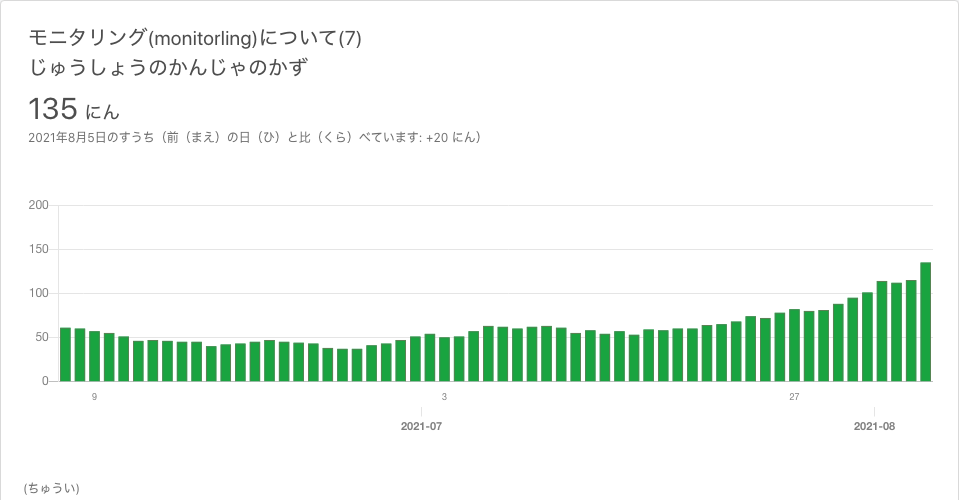 モニタリング(monitorling)について(7)
じゅうしょうのかんじゃのかず
135 にん
2021年8月5日のすうち（前（まえ）の日（ひ）と比（くら）べています: +20 にん）
200
150
100
50
0
9
3
27
2021-07
2021-08
(ちゅうい)